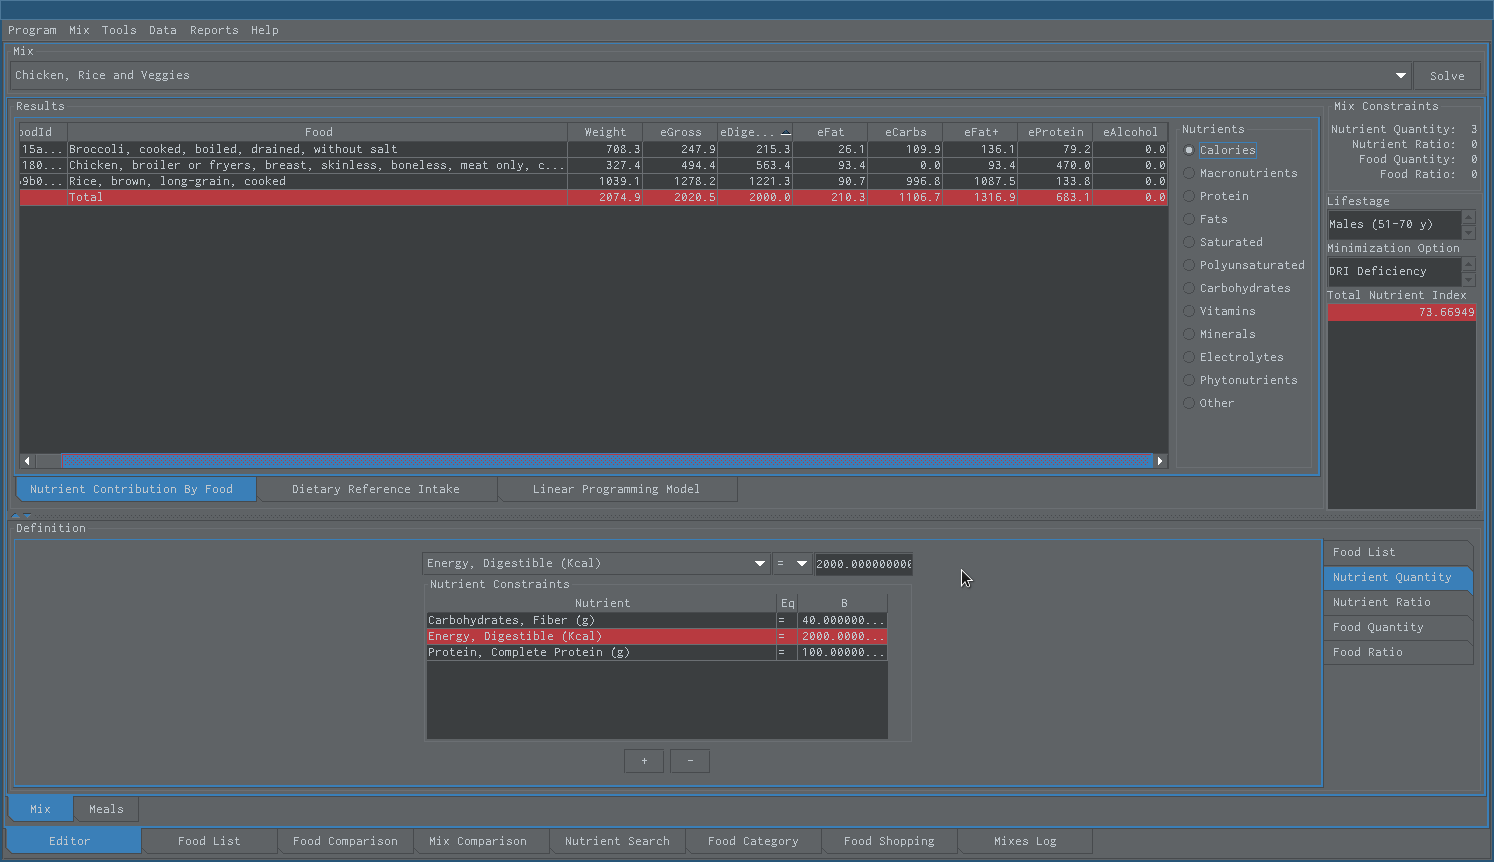 Program Mix Tools Data Reports Help
Mix
Chicken, Rice and Veggies
Solve
Results
oodId Food Weight eGross eDige... eFat eCarbs eFat+ eProtein eAlcohol
15a... Broccoli, cooked, boiled, drained, without salt 708.3 247.9 215.3 26.1 109.9 136.1 79.2 0.0
180... Chicken, broiler or fryers, breast, skinless, boneless, meat only, c... 327.4 494.4 563.4 93.4 0.0 93.4 470.0 0.0
9b0... Rice, brown, long-grain, cooked 1039.1 1278.2 1221.3 90.7 996.8 1087.5 133.8 0.0
Total 2074.9 2020.5 2000.0 210.3 1106.7 1316.9 683.1 0.0
Nutrients
Calories
Macronutrients
Protein
Fats
Saturated
Polyunsaturated
Carbohydrates
Vitamins
Minerals
Electrolytes
Phytonutrients
Other
Mix Constraints
Nutrient Quantity: 3
Nutrient Ratio: 0
Food Quantity: 0
Food Ratio: 0
Lifestage
Males (51-70 y)
Minimization Option
DRI Deficiency
Total Nutrient Index
73.66949
Nutrient Contribution By Food
Dietary Reference Intake
Linear Programming Model
Definition
Energy, Digestible (Kcal) = 2000.000000000
Nutrient Constraints
Nutrient Eq B
Carbohydrates, Fiber (g) = 40.000000...
Energy, Digestible (Kcal) = 2000.0000...
Protein, Complete Protein (g) = 100.00000...
+ -
Food List
Nutrient Quantity
Nutrient Ratio
Food Quantity
Food Ratio
Mix Meals
Editor Food List Food Comparison Mix Comparison Nutrient Search Food Category Food Shopping Mixes Log